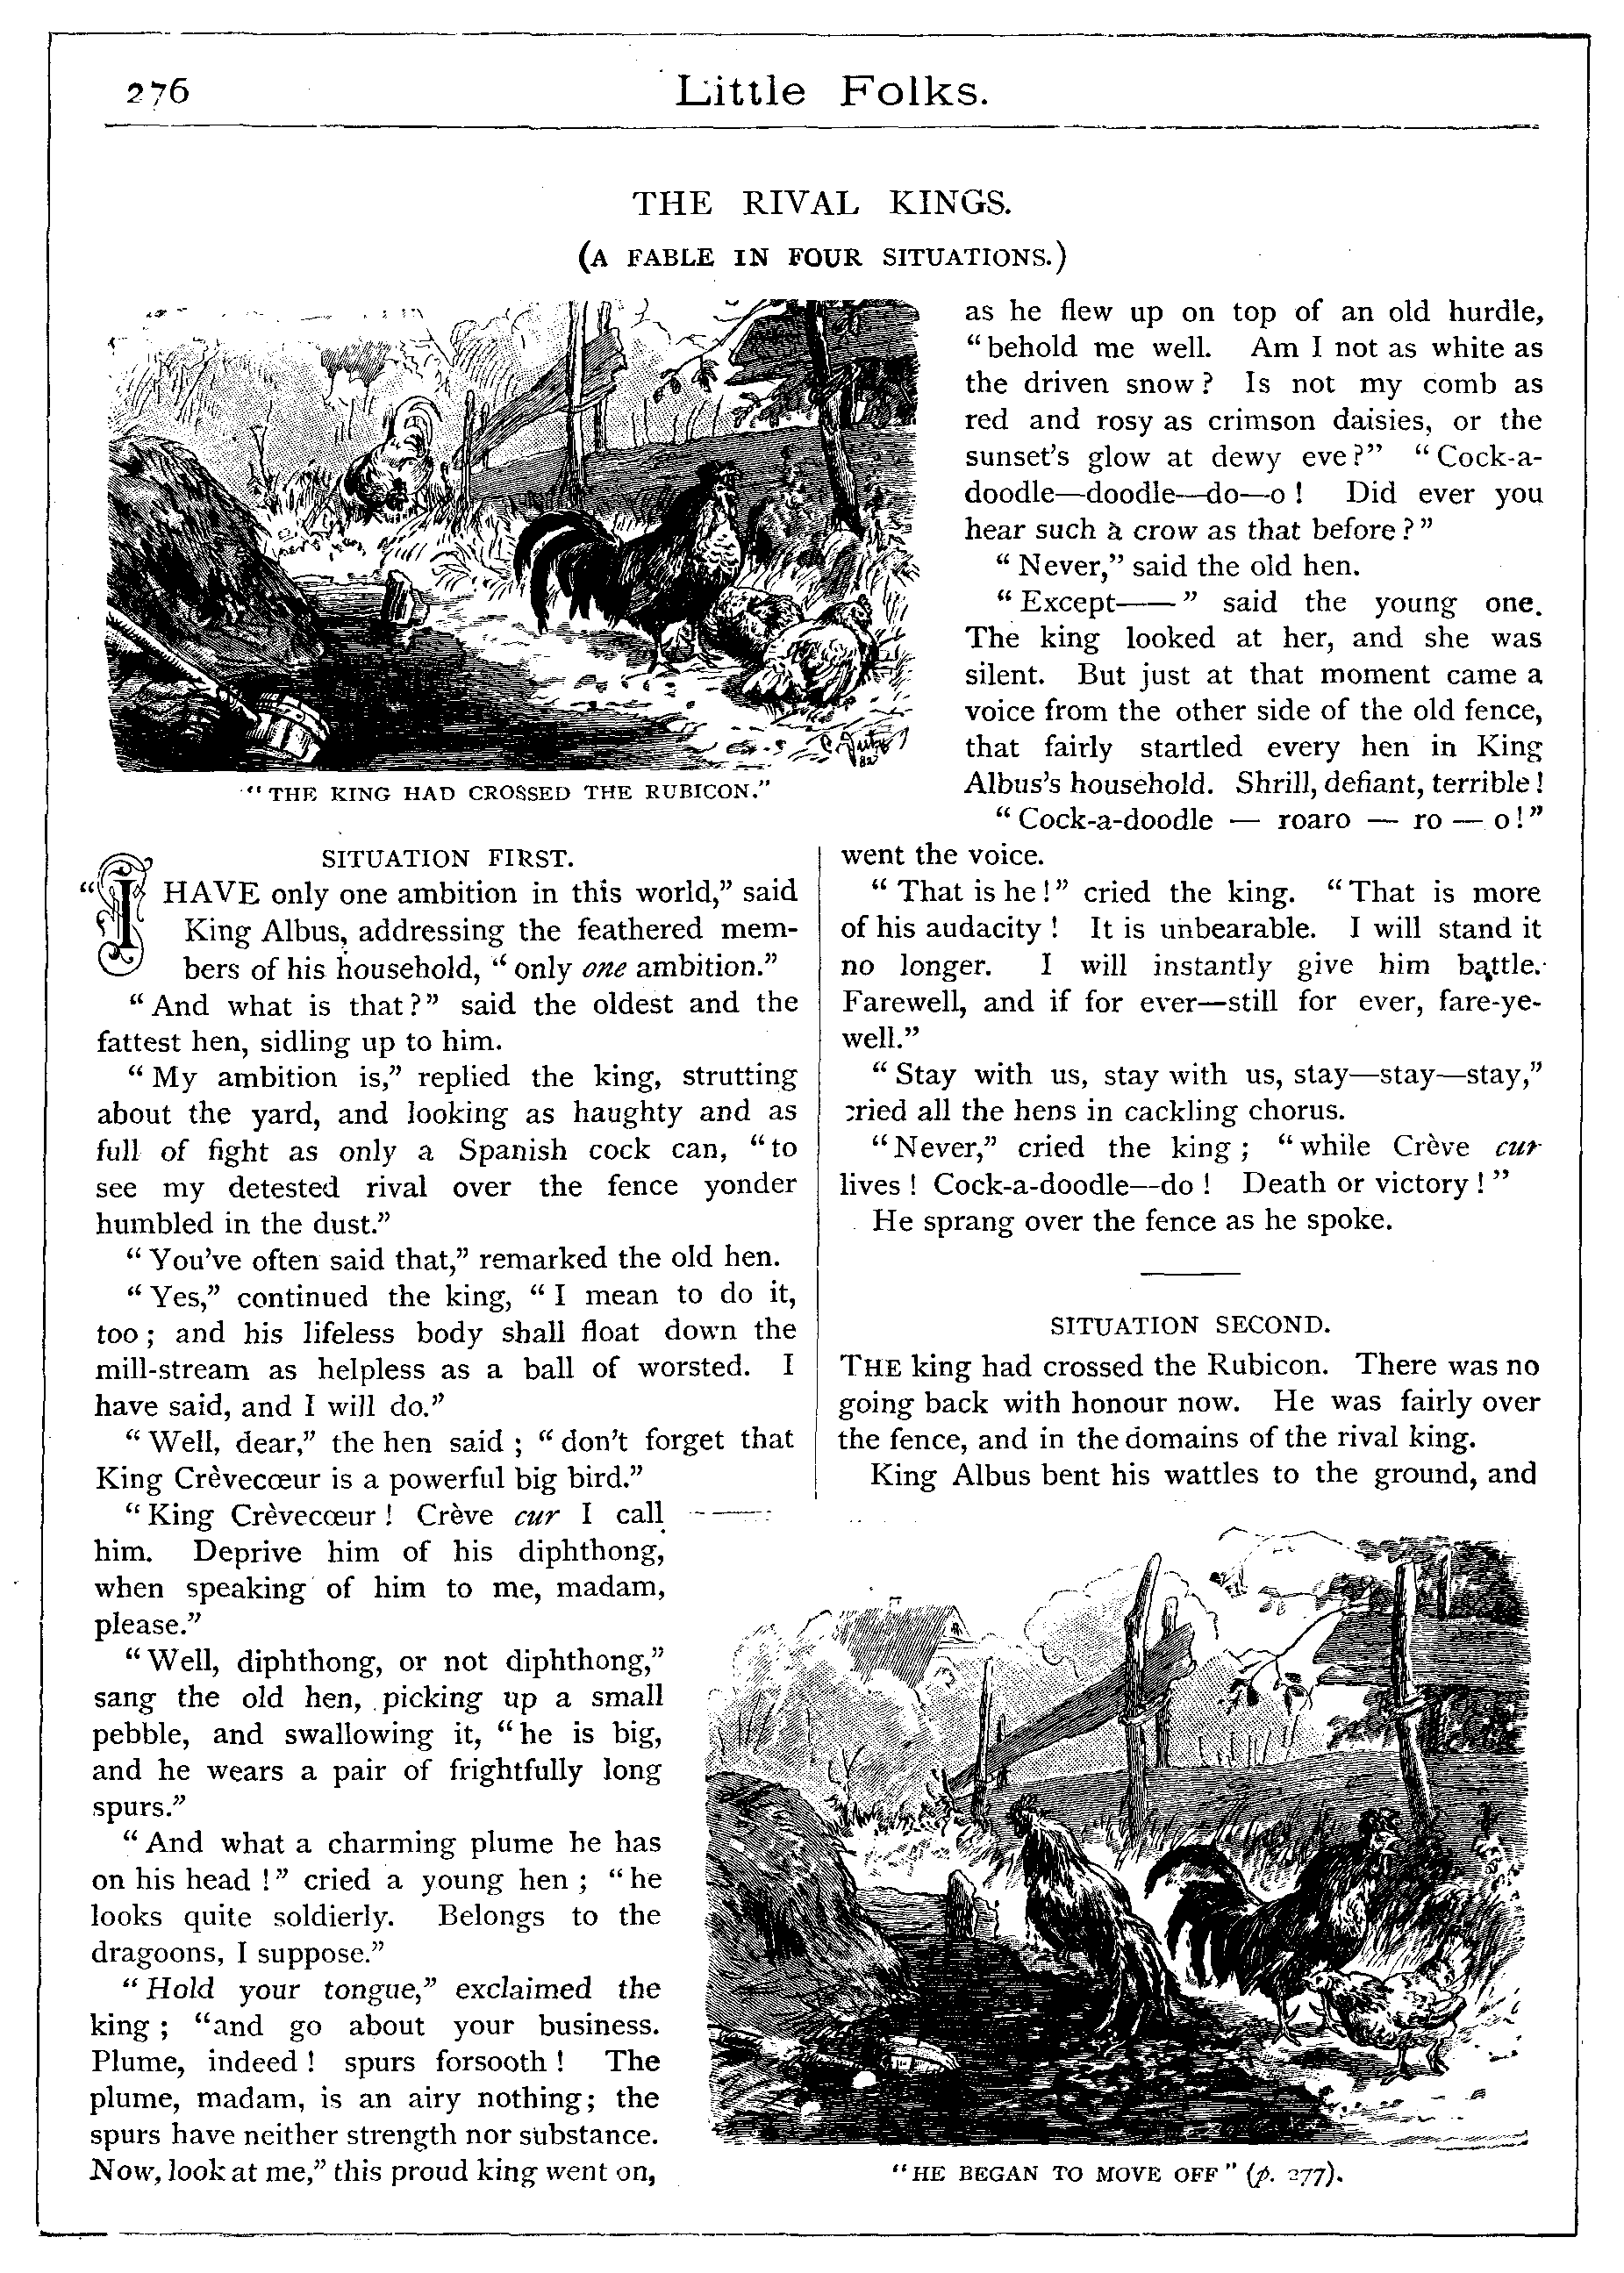 276
Little Folks.
THE RIVAL KINGS.
(A FABLE IN FOUR SITUATIONS.)
"THE KING HAD CROSSED THE RUBICON."
SITUATION FIRST.
"I HAVE only one ambition in this world," said
King Albus, addressing the feathered mem-
bers of his household, "only one ambition."
"And what is that?" said the oldest and the
fattest hen, sidling up to him.
"My ambition is," replied the king, strutting
about the yard, and looking as haughty and as
full of fight as only a Spanish cock can, "to
see my detested rival over the fence yonder
humbled in the dust."
"You've often said that," remarked the old hen.
"Yes," continued the king, "I mean to do it,
too; and his lifeless body shall float down the
mill-stream as helpless as a ball of worsted. I
have said, and I will do."
"Well, dear," the hen said; "don't forget that
King Crèvecœur is a powerful big bird."
"King Crèvecœur! Crève cur I call
him. Deprive him of his diphthong,
when speaking of him to me, madam,
please."
"Well, diphthong, or not diphthong,"
sang the old hen, picking up a small
pebble, and swallowing it, "he is big,
and he wears a pair of frightfully long
spurs."
"And what a charming plume he has
on his head!" cried a young hen; "he
looks quite soldierly. Belongs to the
dragoons, I suppose."
"Hold your tongue," exclaimed the
king; "and go about your business.
Plume, indeed! spurs forsooth! The
plume, madam, is an airy nothing; the
spurs have neither strength nor substance.
Now, look at me," this proud king went on,
as he flew up on top of an old hurdle,
"behold me well. Am I not as white as
the driven snow? Is not my comb as
red and rosy as crimson daisies, or the
sunset's glow at dewy eve?" "Cock-a-
doodle—doodle—do—o! Did ever you
hear such a crow as that before?"
"Never," said the old hen.
"Except——" said the young one.
The king looked at her, and she was
silent. But just at that moment came a
voice from the other side of the old fence,
that fairly startled every hen in King
Albus's household. Shrill, defiant, terrible!
"Cock-a-doodle — roaro — ro — o!"
went the voice.
"That is he!" cried the king. "That is more
of his audacity! It is unbearable. I will stand it
no longer. I will instantly give him battle.
Farewell, and if for ever—still for ever, fare-ye-
well."
"Stay with us, stay with us, stay—stay—stay,"
cried all the hens in cackling chorus.
"Never," cried the king; "while Crève cur
lives! Cock-a-doodle—do! Death or victory!"
He sprang over the fence as he spoke.
SITUATION SECOND.
THE king had crossed the Rubicon. There was no
going back with honour now. He was fairly over
the fence, and in the domains of the rival king.
King Albus bent his wattles to the ground, and
"HE BEGAN TO MOVE OFF" (p. 277).